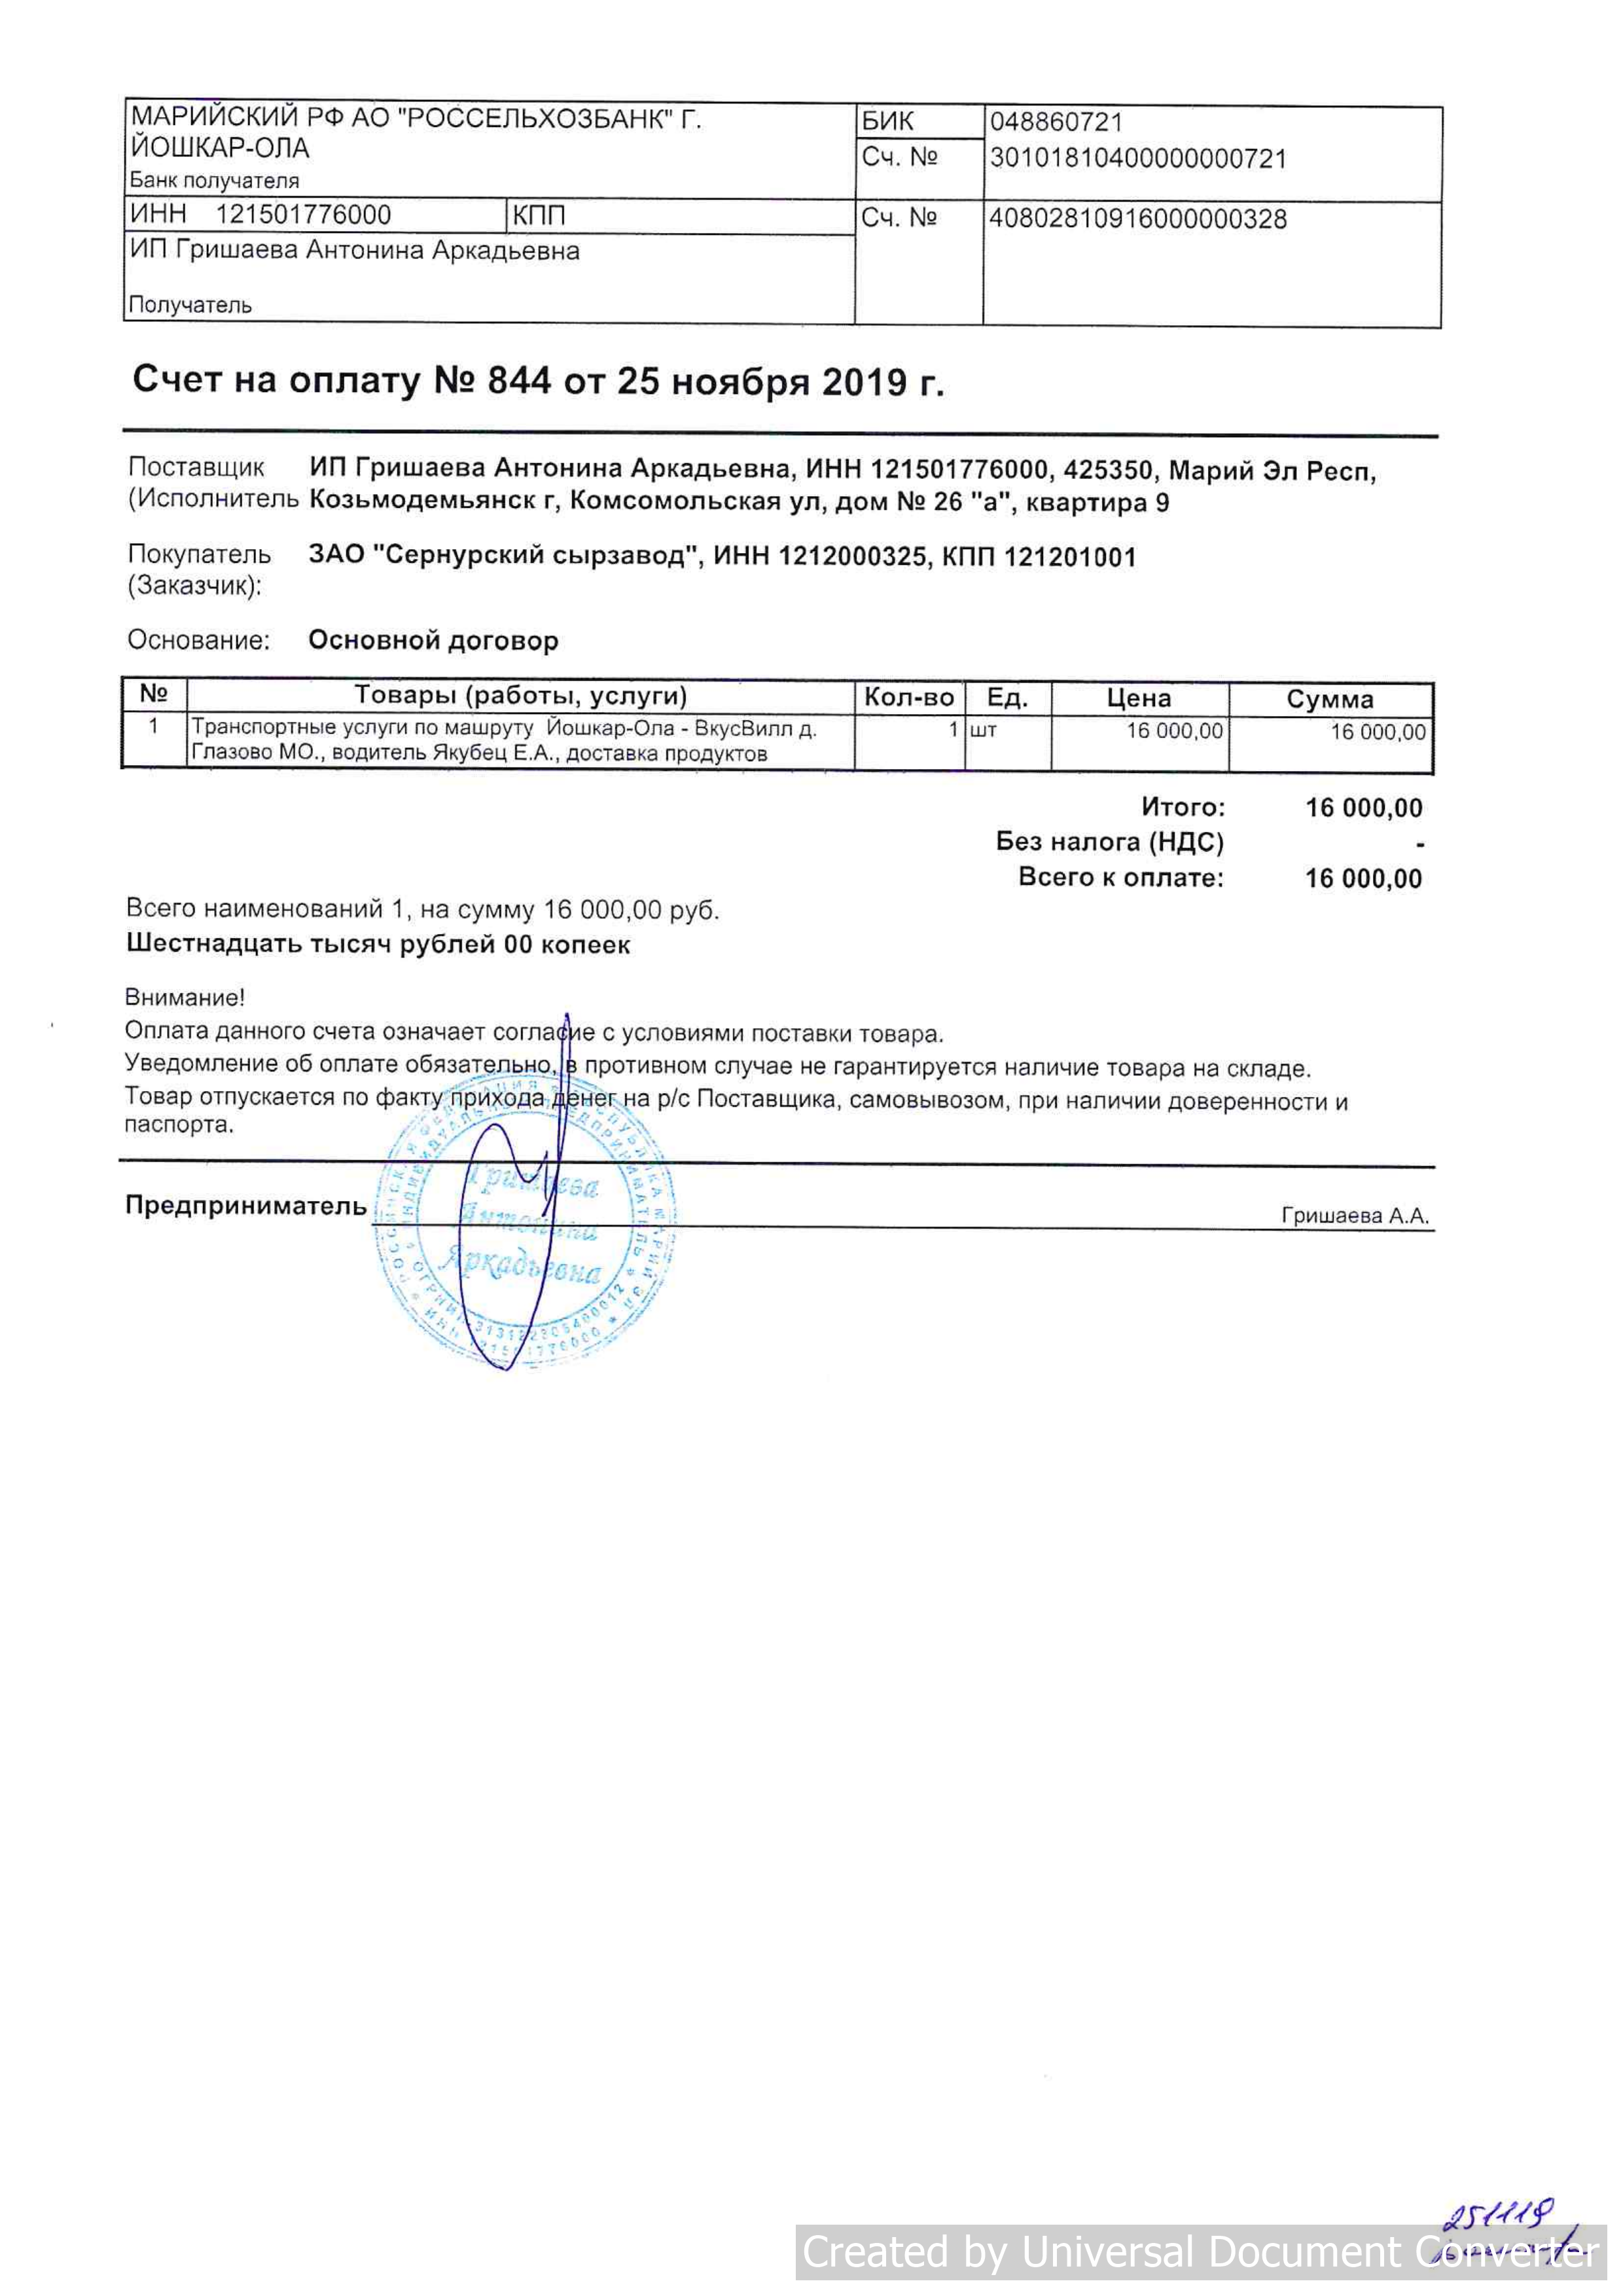 МАРИЙСКИЙ РФ АО "РОССЕЛЬХОЗБАНК" Г.
ЙОШКАР-ОЛА
Банк получателя
БИК 048860721
Сч. № 30101810400000000721
ИНН 121501776000 КПП
Сч. № 40802810916000000328
ИП Гришаева Антонина Аркадьевна
Получатель
Счет на оплату № 844 от 25 ноября 2019 г.
Поставщик ИП Гришаева Антонина Аркадьевна, ИНН 121501776000, 425350, Марий Эл Респ,
(Исполнитель Козьмодемьянск г, Комсомольская ул, дом № 26 "а", квартира 9
Покупатель ЗАО "Сернурский сырзавод", ИНН 1212000325, КПП 121201001
(Заказчик):
Основание: Основной договор
№ Товары (работы, услуги) Кол-во Ед. Цена Сумма
1 Транспортные услуги по машруту Йошкар-Ола - ВкусВилл д. 1 шт 16 000,00 16 000,00
Глазово МО., водитель Якубец Е.А., доставка продуктов
Итого: 16 000,00
Без налога (НДС) -
Всего к оплате: 16 000,00
Всего наименований 1, на сумму 16 000,00 руб.
Шестнадцать тысяч рублей 00 копеек
Внимание!
Оплата данного счета означает согласие с условиями поставки товара.
Уведомление об оплате обязательно, в противном случае не гарантируется наличие товара на складе.
Товар отпускается по факту прихода денег на р/с Поставщика, самовывозом, при наличии доверенности и
паспорта.
Предприниматель Гришаева А.А.
РОССИЙСКАЯ ФЕДЕРАЦИЯ РЕСПУБЛИКА МАРИЙ ЭЛ
ИНДИВИДУАЛЬНЫЙ ПРЕДПРИНИМАТЕЛЬ
Гришаева
Антонина
Аркадьевна
ИНН 121501776000
251119
Created by Universal Document Converter